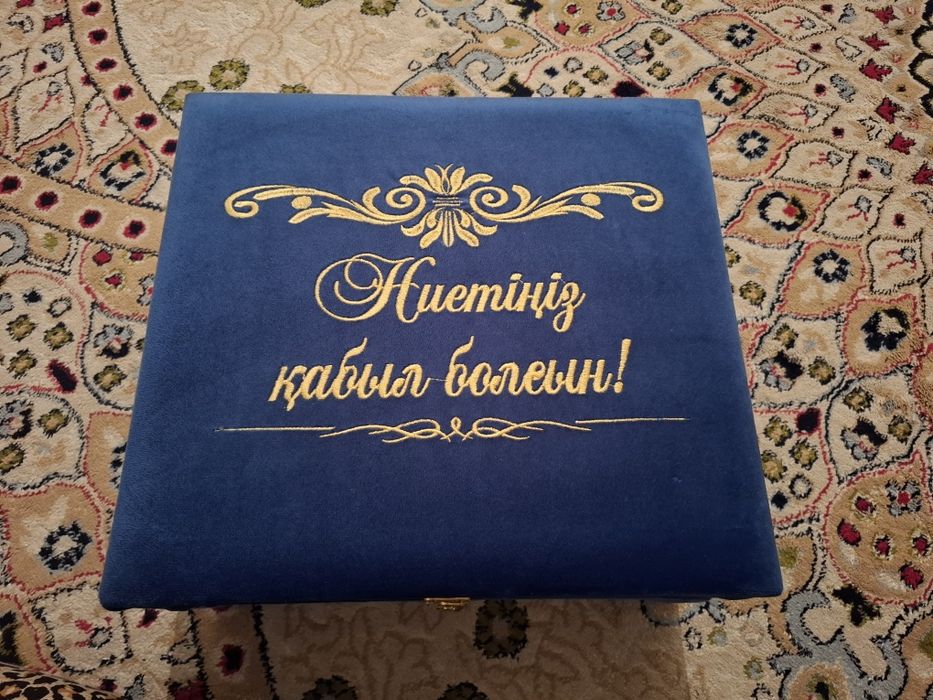 Ниетіңіз
қабыл болсын!